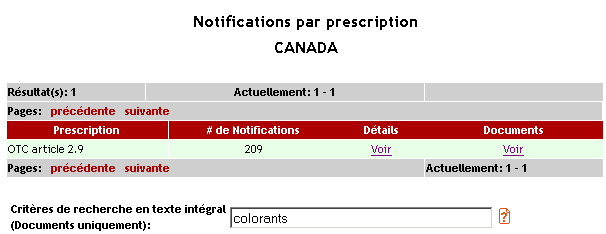 Notifications par prescription
CANADA
Résultat(s): 1 Actuellement: 1 - 1
Pages: précédente suivante
Prescription # de Notifications Détails Documents
OTC article 2.9 209 Voir Voir
Pages: précédente suivante Actuellement: 1 - 1
Critères de recherche en texte intégral
(Documents uniquement): colorants ?